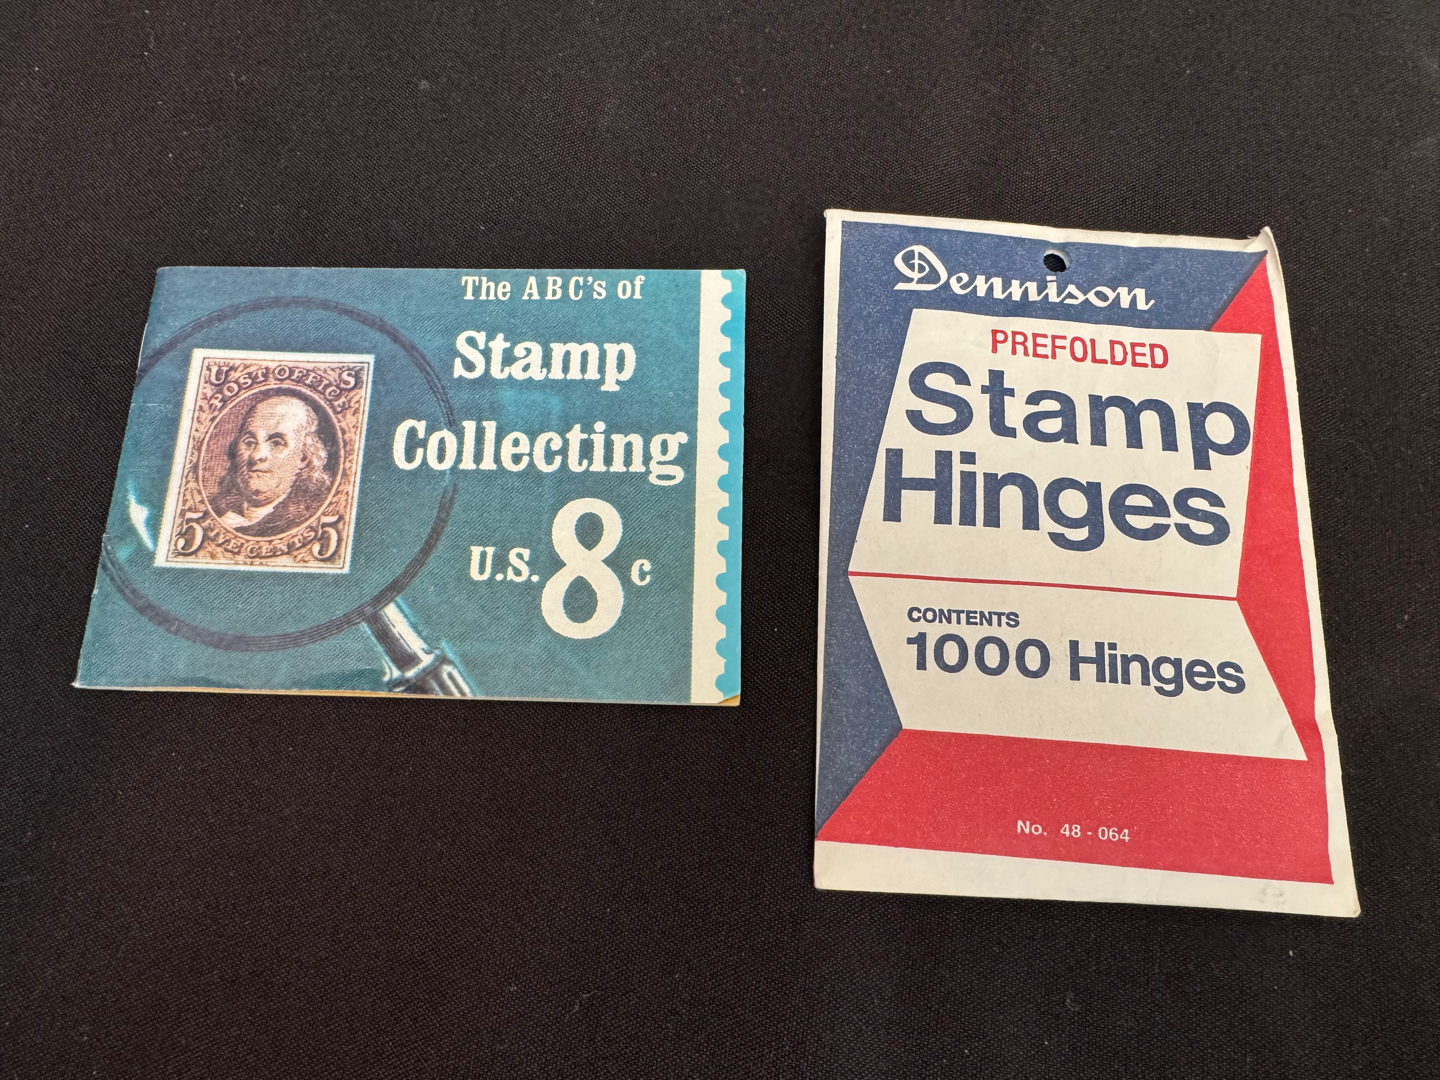 The ABC's of
Stamp
Collecting
U.S. 8c
U S
POST OFFICE
5 FIVE CENTS 5
Dennison
PREFOLDED
Stamp
Hinges
CONTENTS
1000 Hinges
No. 48-064